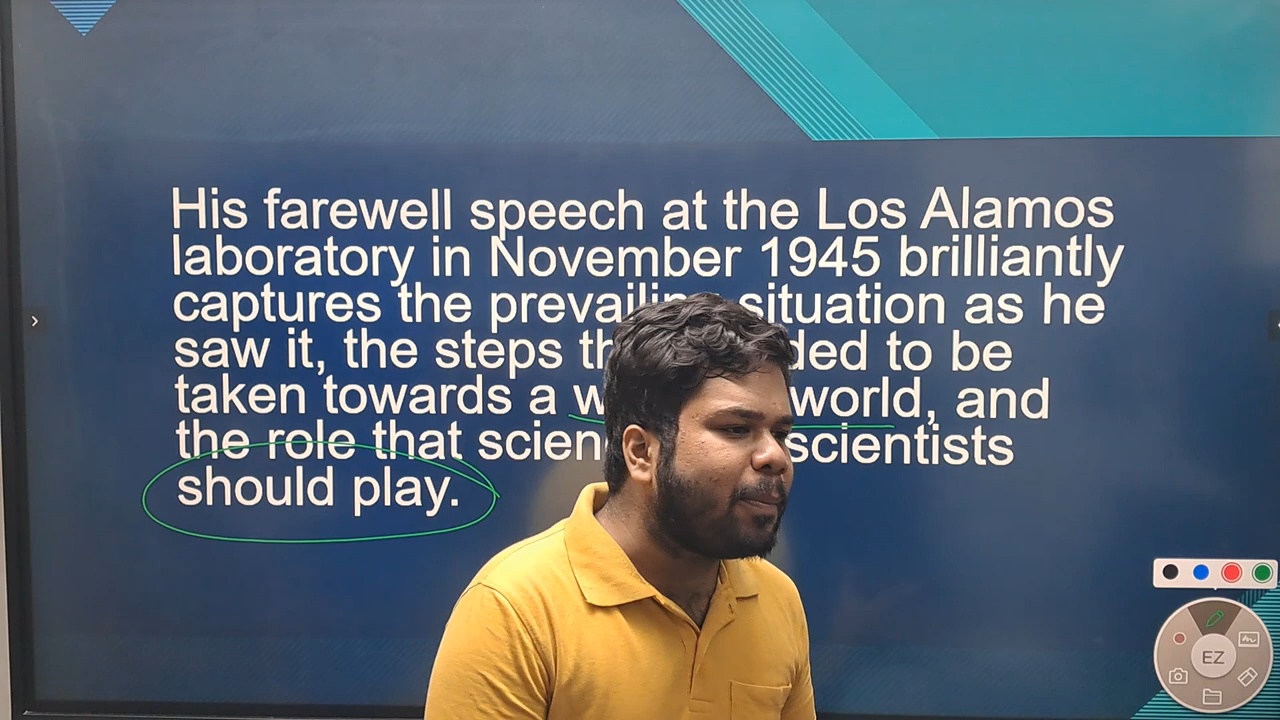 His farewell speech at the Los Alamos
laboratory in November 1945 brilliantly
captures the situation as he
saw it, the steps to be
taken towards a world, and
the role that scientists
should play.
EZ